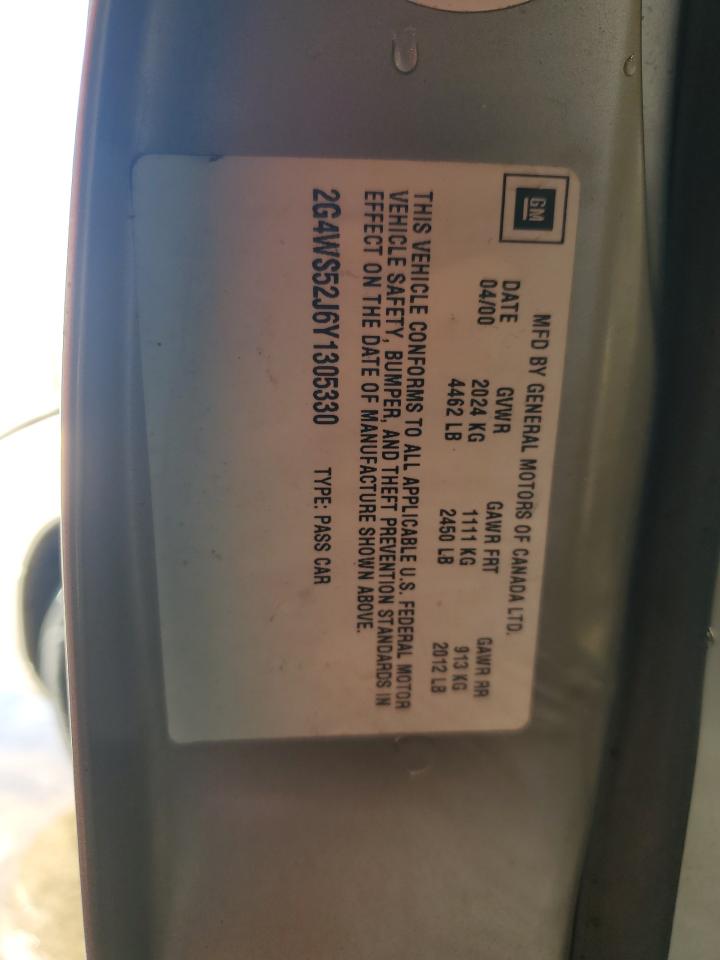 GM
MFD BY GENERAL MOTORS OF CANADA LTD.
DATE GVWR GAWR FRT GAWR RR
04/00 2024 KG 1111 KG 913 KG
4462 LB 2450 LB 2012 LB
THIS VEHICLE CONFORMS TO ALL APPLICABLE U.S. FEDERAL MOTOR
VEHICLE SAFETY, BUMPER, AND THEFT PREVENTION STANDARDS IN
EFFECT ON THE DATE OF MANUFACTURE SHOWN ABOVE.
2G4WS52J6Y1305330 TYPE: PASS CAR